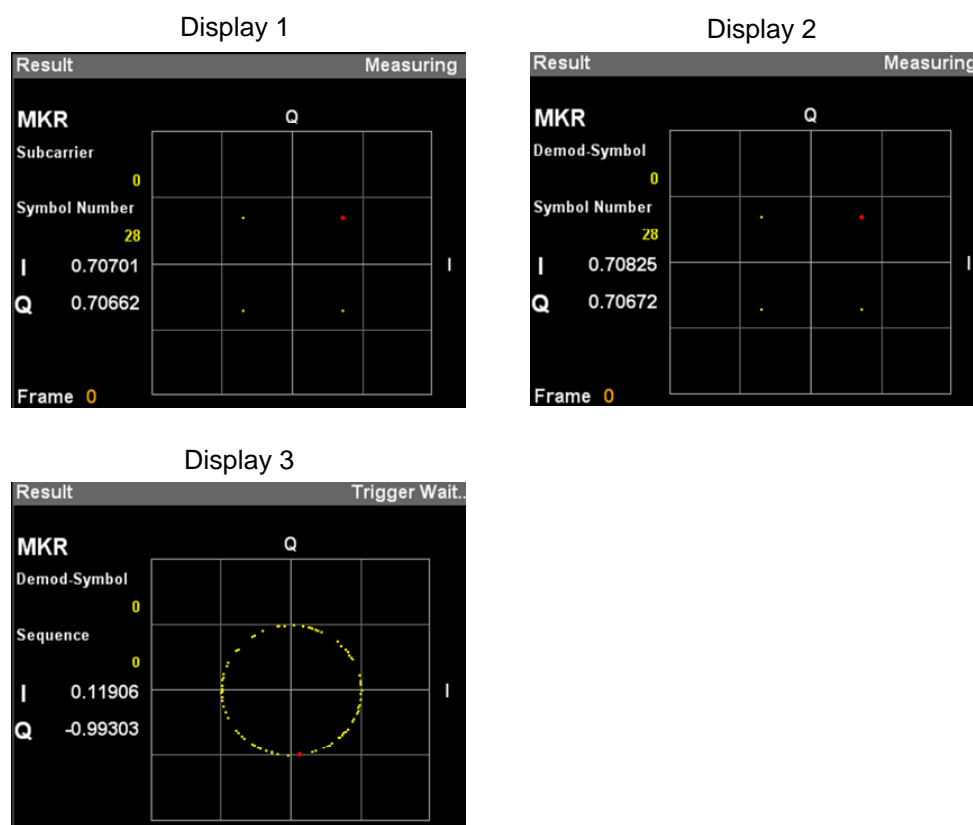 Display 1
Result Measuring
MKR
Q
Subcarrier
0
Symbol Number
28
I 0.70701
I
Q 0.70662
Frame 0
Display 2
Result Measuring
MKR
Q
Demod-Symbol
0
Symbol Number
28
I 0.70825
I
Q 0.70672
Frame 0
Display 3
Result Trigger Wait..
MKR
Q
Demod-Symbol
0
Sequence
0
I 0.11906
I
Q -0.99303